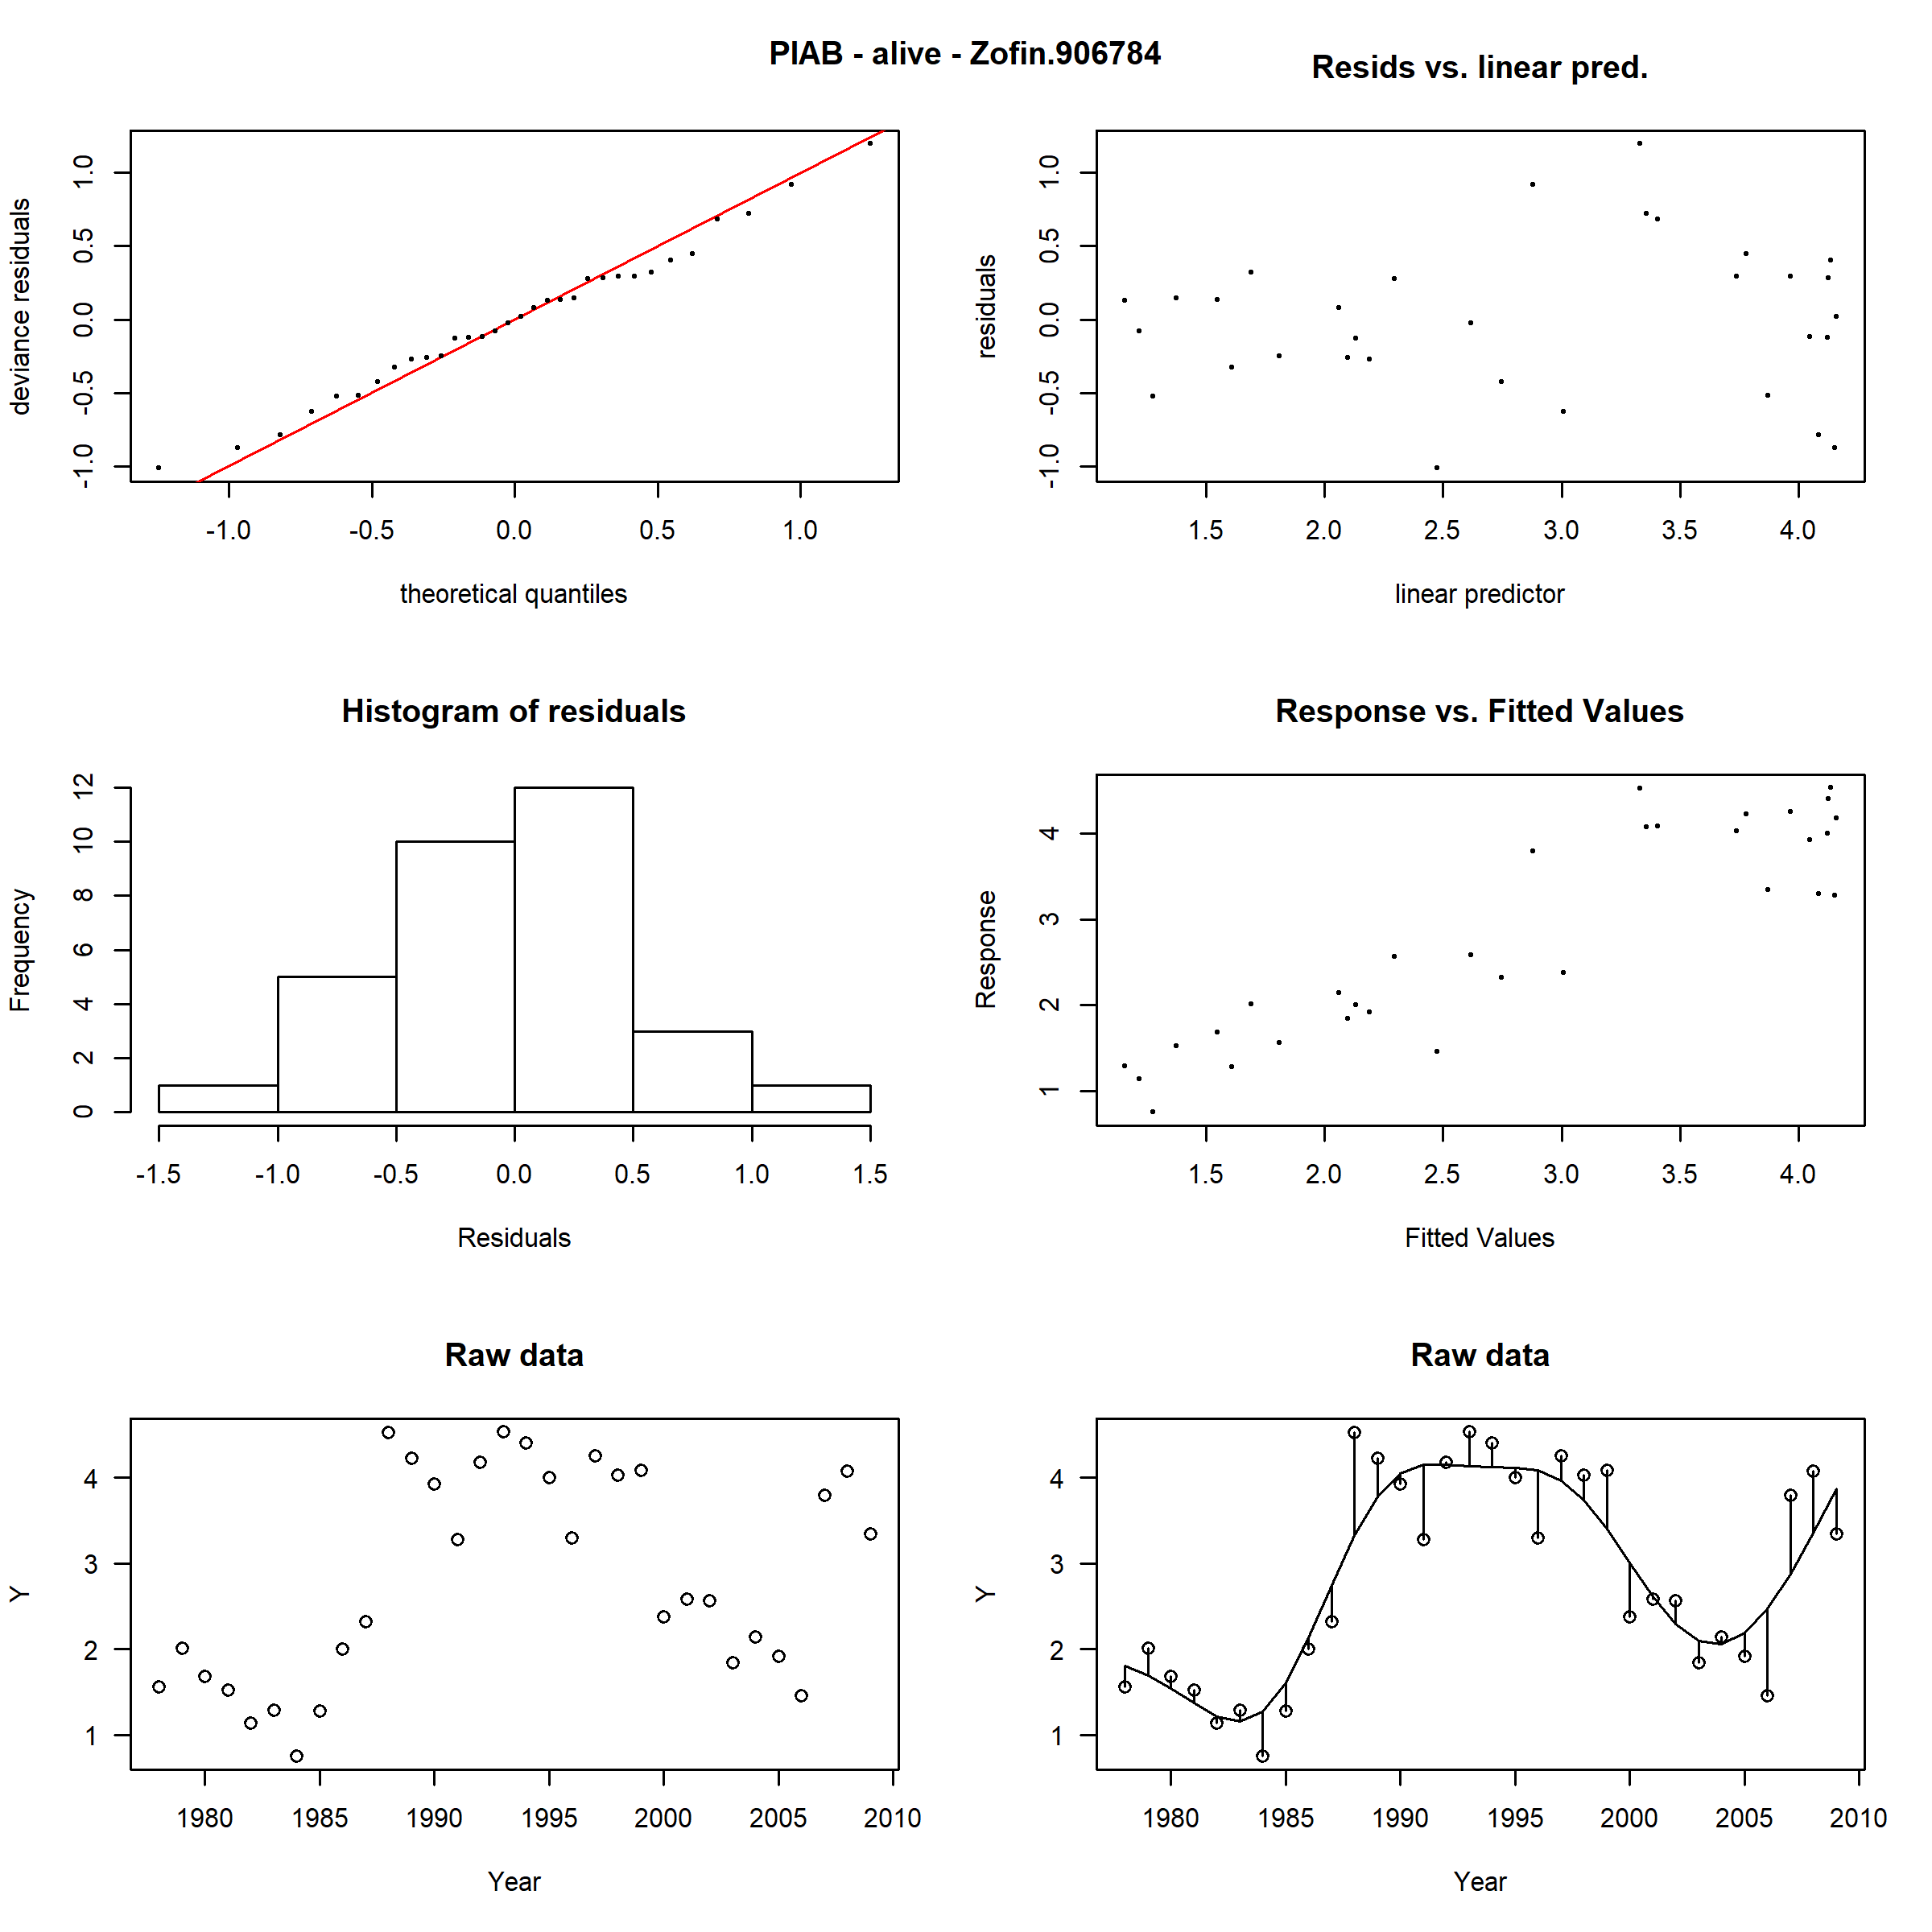 PIAB - alive - Zofin.906784
Resids vs. linear pred.
deviance residuals
-1.0 -0.5 0.0 0.5 1.0
-1.0 -0.5 0.0 0.5 1.0
theoretical quantiles
residuals
-1.0 -0.5 0.0 0.5 1.0
1.5 2.0 2.5 3.0 3.5 4.0
linear predictor
Histogram of residuals
Frequency
0 2 4 6 8 10 12
-1.5 -1.0 -0.5 0.0 0.5 1.0 1.5
Residuals
Response vs. Fitted Values
Response
1 2 3 4
1.5 2.0 2.5 3.0 3.5 4.0
Fitted Values
Raw data
Y
4
3
2
1
1980 1985 1990 1995 2000 2005 2010
Year
Raw data
Y
4
3
2
1
1980 1985 1990 1995 2000 2005 2010
Year